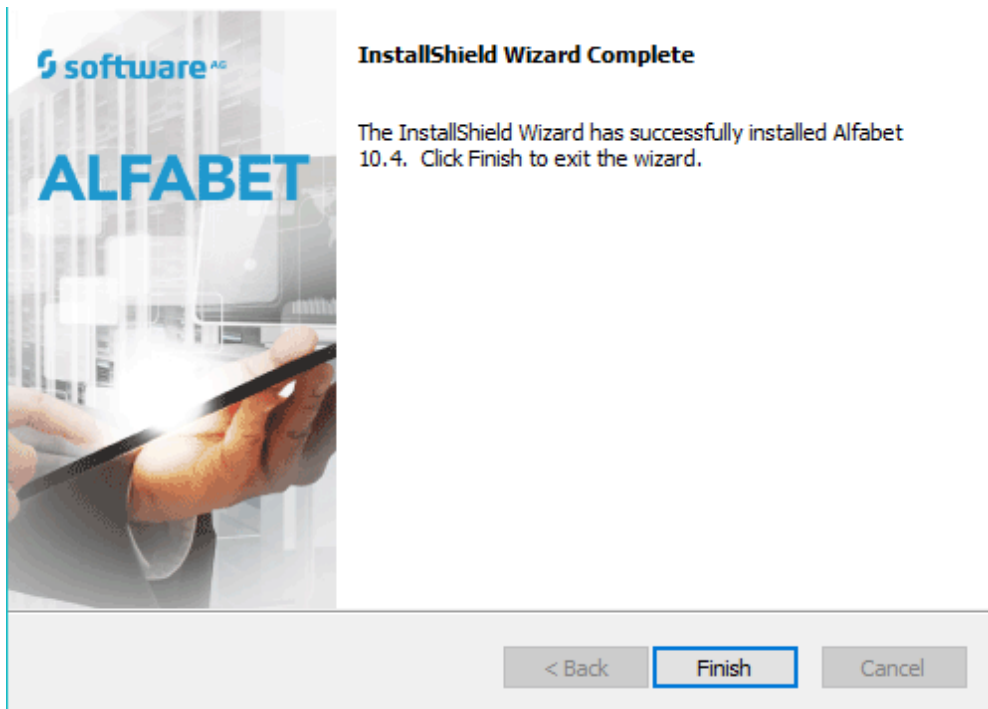 software AG
ALFABET
InstallShield Wizard Complete
The InstallShield Wizard has successfully installed Alfabet
10.4. Click Finish to exit the wizard.
< Back
Finish
Cancel